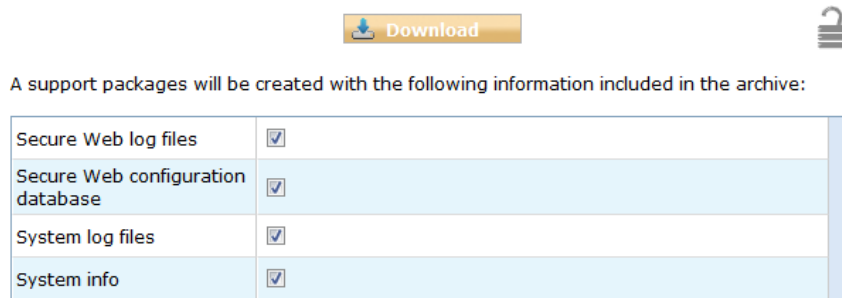 Download
A support packages will be created with the following information included in the archive:
Secure Web log files
Secure Web configuration
database
System log files
System info